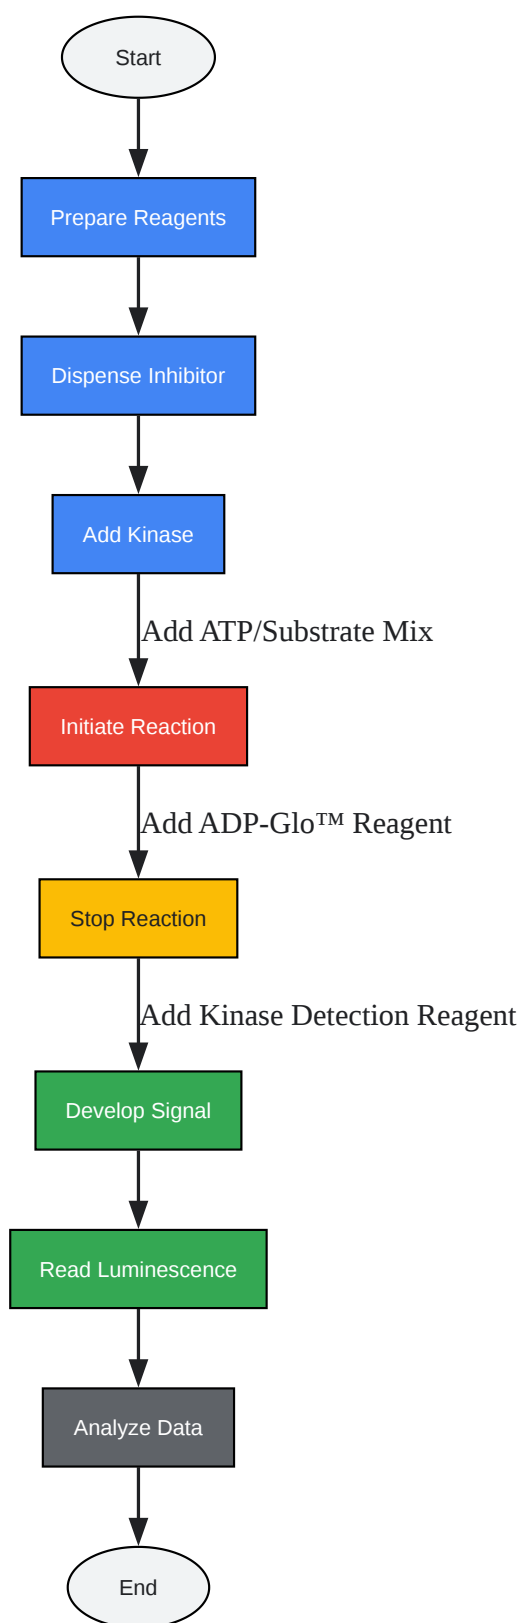 Start
Prepare Reagents
Dispense Inhibitor
Add Kinase
Add ATP/Substrate Mix
Initiate Reaction
Add ADP-Glo™ Reagent
Stop Reaction
Add Kinase Detection Reagent
Develop Signal
Read Luminescence
Analyze Data
End